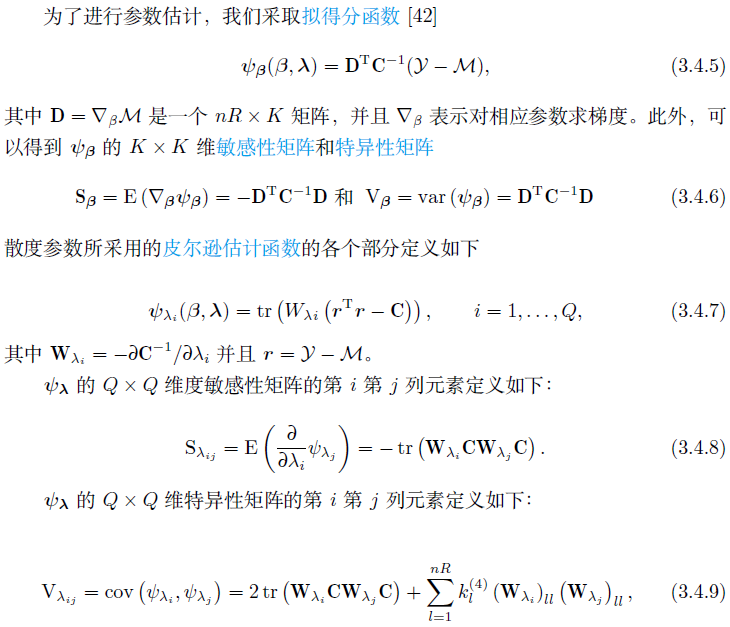 为了进行参数估计，我们采取拟得分函数 [42]
ψ_β(β, λ) = D^T C^{-1}(𝒴 − ℳ), (3.4.5)
其中 D = ∇_β ℳ 是一个 nR × K 矩阵，并且 ∇_β 表示对相应参数求梯度。此外，可
以得到 ψ_β 的 K × K 维敏感性矩阵和特异性矩阵
S_β = E (∇_β ψ_β) = −D^T C^{-1} D 和 V_β = var (ψ_β) = D^T C^{-1} D (3.4.6)
散度参数所采用的皮尔逊估计函数的各个部分定义如下
ψ_{λ_i}(β, λ) = tr (W_{λi} (r^T r − C)), i = 1, . . . , Q, (3.4.7)
其中 W_{λ_i} = −∂C^{-1}/∂λ_i 并且 r = 𝒴 − ℳ。
ψ_λ 的 Q × Q 维度敏感性矩阵的第 i 第 j 列元素定义如下：
S_{λ_{ij}} = E (∂/∂λ_i ψ_{λ_j}) = − tr (W_{λ_i} C W_{λ_j} C) . (3.4.8)
ψ_λ 的 Q × Q 维特异性矩阵的第 i 第 j 列元素定义如下：
V_{λ_{ij}} = cov (ψ_{λ_i}, ψ_{λ_j}) = 2 tr (W_{λ_i} C W_{λ_j} C) + ∑_{l=1}^{nR} k_l^{(4)} (W_{λ_i})_{ll} (W_{λ_j})_{ll} , (3.4.9)